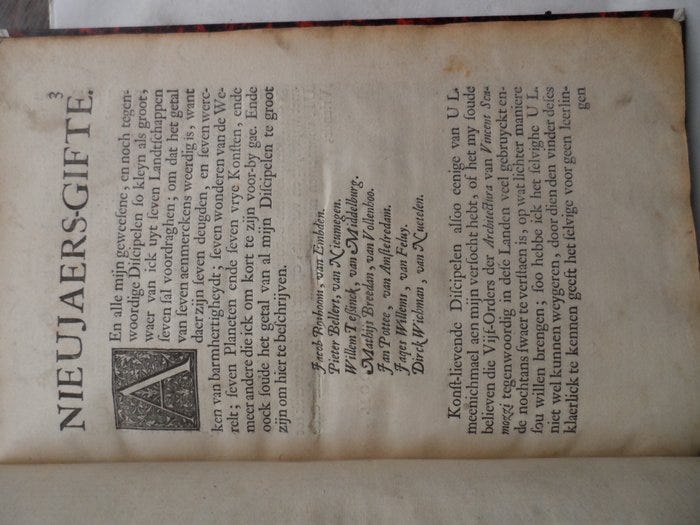 3
NIEUJAERS-GIFTE.
AEn alle mijn geweesene, en noch tegen-
woordige Discipelen so kleyn als groot,
waer van ick uyt seven Landtschappen
seven sal voordraghen; om dat het getal
van seven aenmerckens weerdig is, want
daer zijn seven deugden, en seven werc-
ken van barmhertigheydt; seven wonderen van de We-
relt; seven Planeten ende seven vrye Konsten, ende
meer andere die ick om kort te zijn voor-by gae. Ende
oock soude het getal van al mijn Discipelen te groot
zijn om hier te beschrijven.
Jacob Bruboom, van Embden.
Pieter Bollert, van Nieumegen.
Willem Tessinck, van Middelburg.
Mathijs Breedan, van Vollenhoo.
Jan Pottee, van Amstelredam.
Jaques Willems, van Feluy.
Dirck Wichman, van Nuetelen.
Konst-lievende Discipelen alsoo eenige van U L.
meenichmael aen mijn versocht hebt, of het my soude
believen die Vijf-Orders der Architectura van Vincent Sca-
mozzi tegenwoordig in dese Landen veel gebruyckt en-
de nochtans swaer te verstaen is, op wat lichter maniere
sou willen brengen; soo hebbe ick het selvighe U L.
niet wel kunnen weygeren, door dien den vinder deses
klaerlick te kennen geeft het selvige voor geen leerlin-
gen